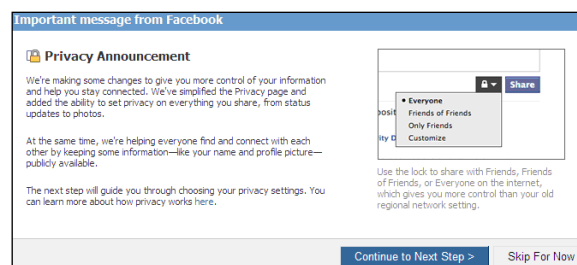 Important message from Facebook
Privacy Announcement
We're making some changes to give you more control of your information
and help you stay connected. We've simplified the Privacy page and
added the ability to set privacy on everything you share, from status
updates to photos.
At the same time, we're helping everyone find and connect with each
other by keeping some information—like your name and profile picture—
publicly available.
The next step will guide you through choosing your privacy settings. You
can learn more about how privacy works here.
Share
Everyone
Friends of Friends
Only Friends
Customize
Use the lock to share with Friends, Friends
of Friends, or Everyone on the internet,
which gives you more control than your old
regional network setting.
Continue to Next Step >
Skip For Now